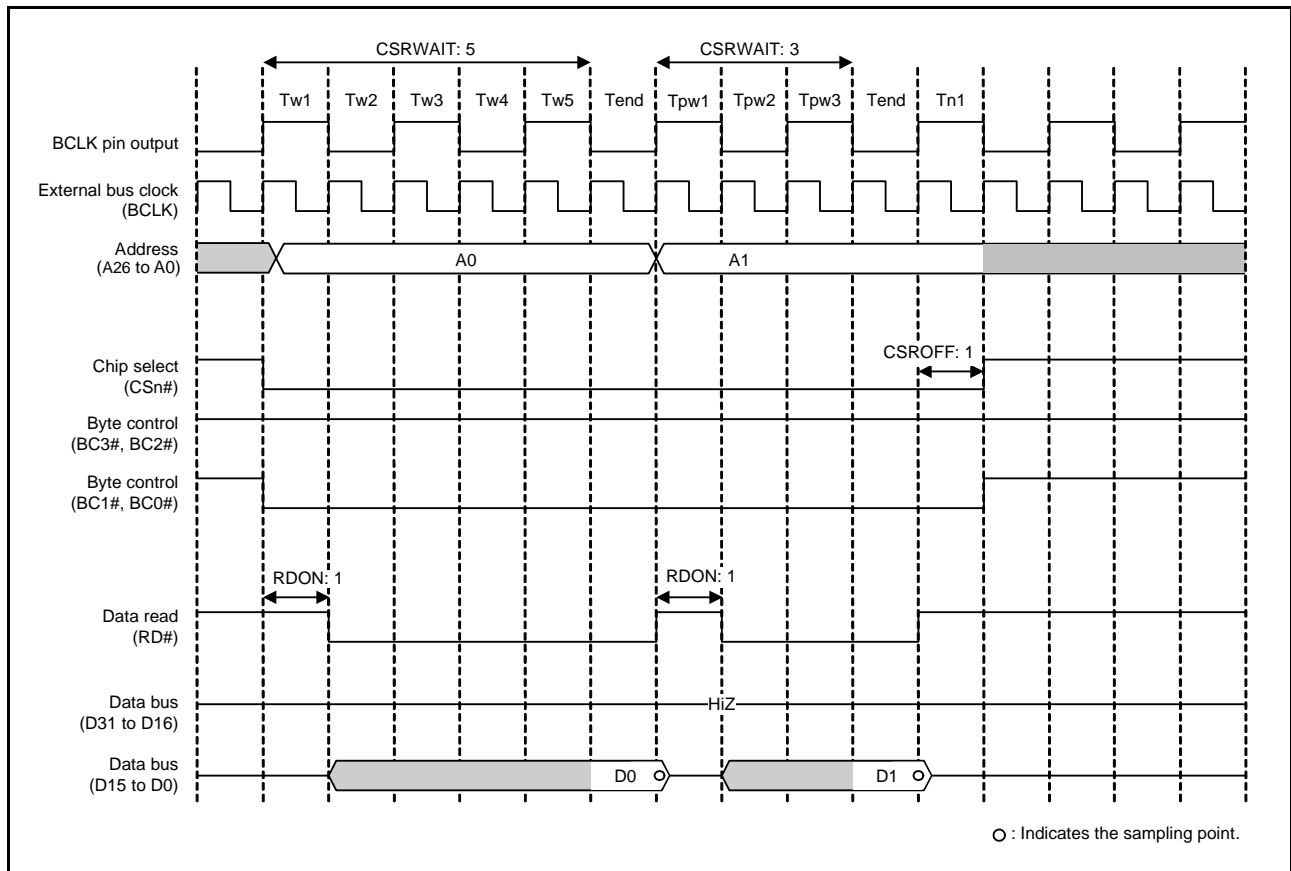 CSRWAIT: 5 CSRWAIT: 3
Tw1 Tw2 Tw3 Tw4 Tw5 Tend Tpw1 Tpw2 Tpw3 Tend Tn1
BCLK pin output
External bus clock
(BCLK)
Address
(A26 to A0)
A0 A1
CSROFF: 1
Chip select
(CSn#)
Byte control
(BC3#, BC2#)
Byte control
(BC1#, BC0#)
RDON: 1 RDON: 1
Data read
(RD#)
Data bus
(D31 to D16)
HiZ
Data bus
(D15 to D0)
D0 D1
: Indicates the sampling point.